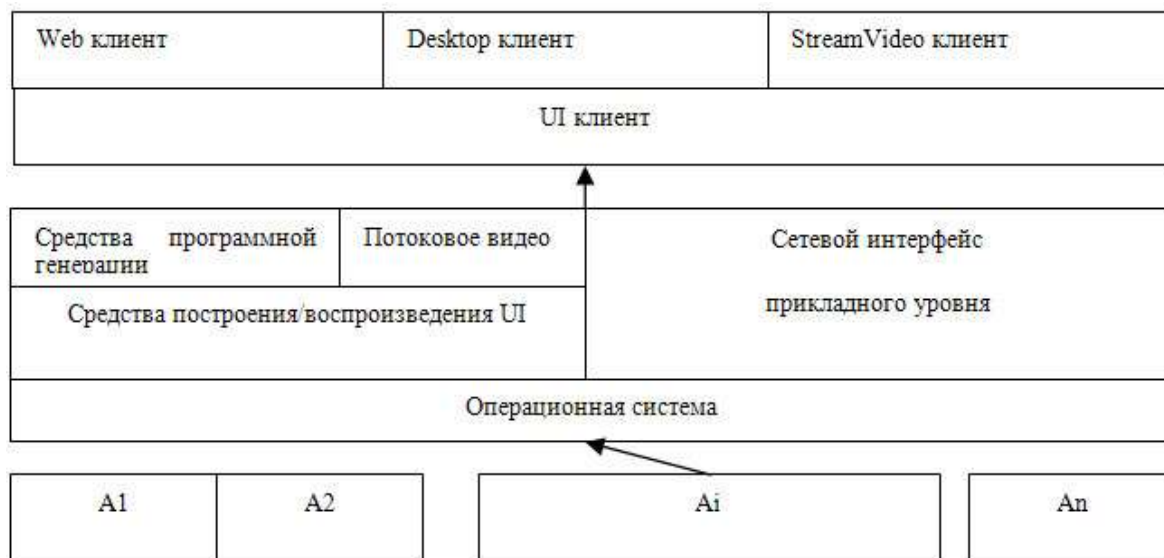 Web клиент
Desktop клиент
StreamVideo клиент
UI клиент
Средства программной
генерации
Потоковое видео
Сетевой интерфейс
прикладного уровня
Средства построения/воспроизведения UI
Операционная система
A1
A2
Ai
An